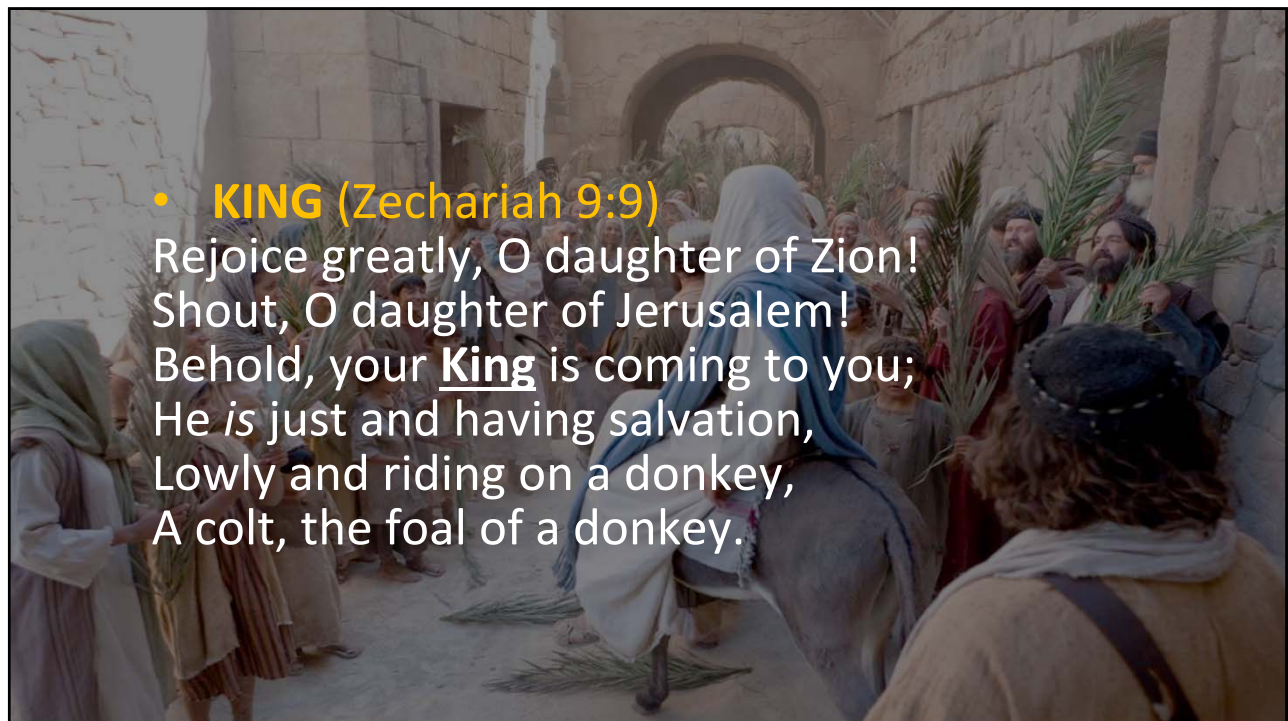 • KING (Zechariah 9:9)
Rejoice greatly, O daughter of Zion!
Shout, O daughter of Jerusalem!
Behold, your King is coming to you;
He is just and having salvation,
Lowly and riding on a donkey,
A colt, the foal of a donkey.